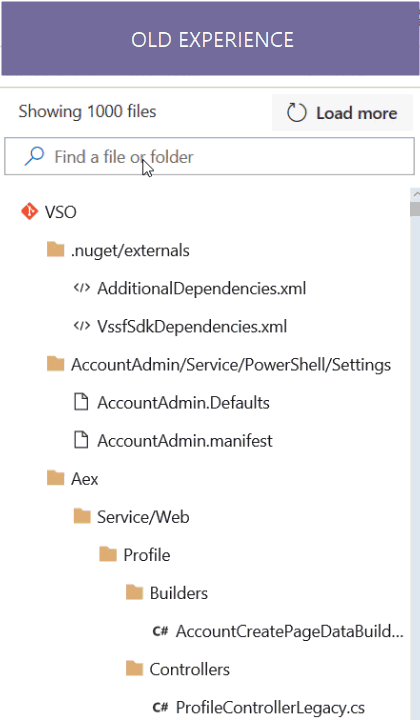 OLD EXPERIENCE
Showing 1000 files
Load more
Find a file or folder
VSO
.nuget/externals
</> AdditionalDependencies.xml
</> VssfSdkDependencies.xml
AccountAdmin/Service/PowerShell/Settings
AccountAdmin.Defaults
AccountAdmin.manifest
Aex
Service/Web
Profile
Builders
C# AccountCreatePageDataBuild...
Controllers
C# ProfileControllerLegacy.cs